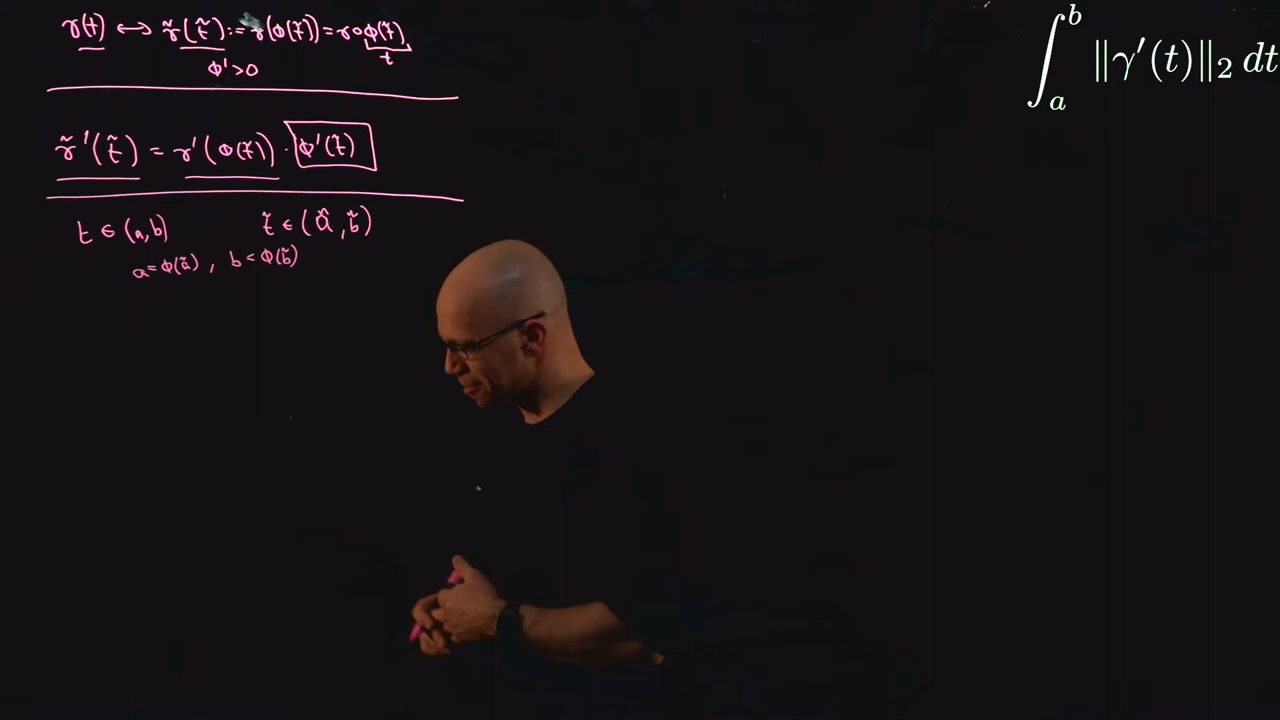 γ(t) ⟷ γ̃(t̃) := γ(φ(t̃)) = γ∘φ(t̃)
t
φ' > 0
γ̃'(t̃) = γ'(φ(t̃)) · φ'(t̃)
t ∈ (a,b) t̃ ∈ (ã, b̃)
a = φ(ã) , b = φ(b̃)
∫_a^b ‖γ′(t)‖₂ dt